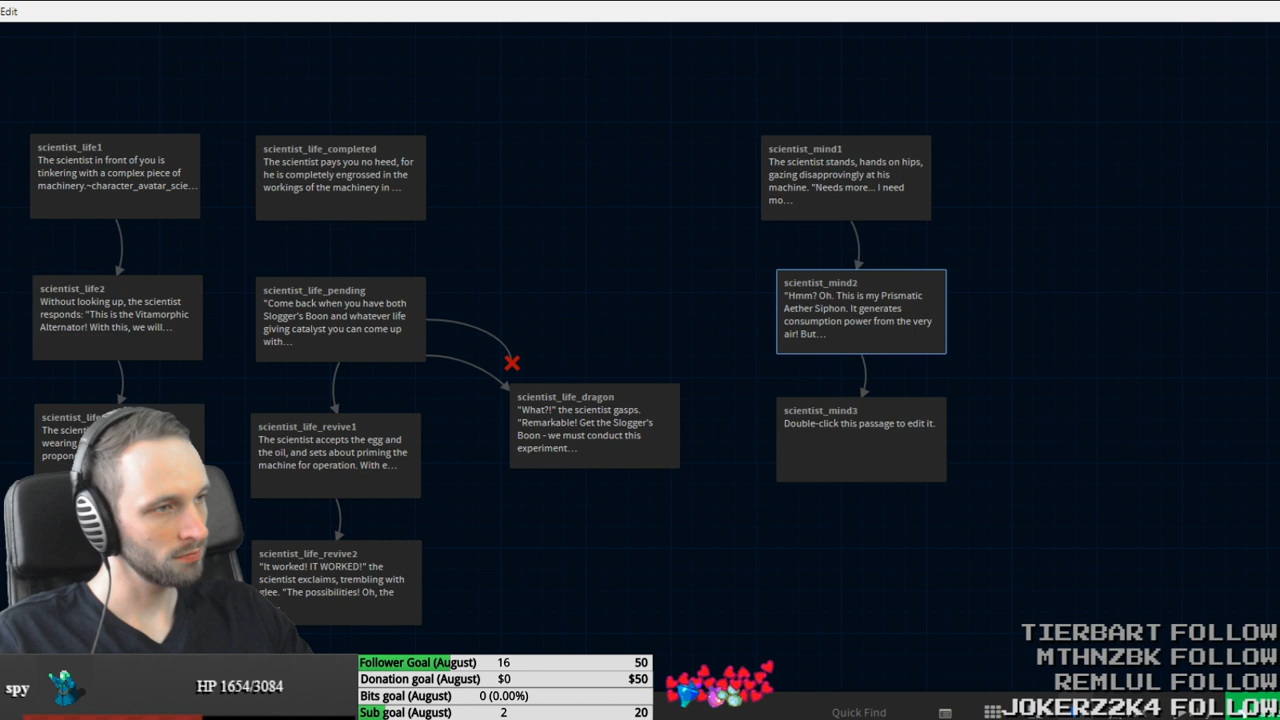 Edit
scientist_life1
The scientist in front of you is
tinkering with a complex piece of
machinery.~character_avatar_scie...
scientist_life_completed
The scientist pays you no heed, for
he is completely engrossed in the
workings of the machinery in ...
scientist_mind1
The scientist stands, hands on hips,
gazing disapprovingly at his
machine. "Needs more... I need
mo...
scientist_life2
Without looking up, the scientist
responds: "This is the Vitamorphic
Alternator! With this, we will...
scientist_life_pending
"Come back when you have both
Slogger's Boon and whatever life
giving catalyst you can come up
with...
scientist_mind2
"Hmm? Oh. This is my Prismatic
Aether Siphon. It generates
consumption power from the very
air! But...
scientist_life_dragon
"What?!" the scientist gasps.
"Remarkable! Get the Slogger's
Boon - we must conduct this
experiment...
scientist_mind3
Double-click this passage to edit it.
The scient
wearing
propon
scientist_life_revive1
The scientist accepts the egg and
the oil, and sets about priming the
machine for operation. With e...
scientist_life_revive2
"It worked! IT WORKED!" the
scientist exclaims, trembling with
glee. "The possibilities! Oh, the
TIERBART FOLLOW
MTHNZBK FOLLOW
REMLUL FOLLOW
JOKERZ2K4 FOLLOW
spy
HP 1654/3084
Follower Goal (August) 16 50
Donation goal (August) $0 $50
Bits goal (August) 0 (0.00%)
Sub goal (August) 2 20
Quick Find